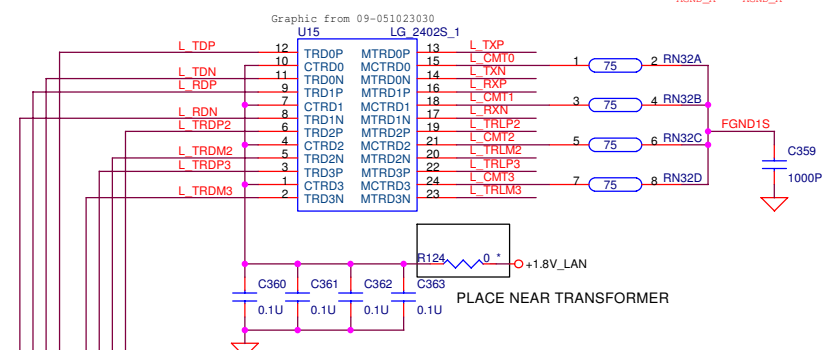 Graphic from 09-051023030
U15 LG_2402S_1
L_TDP 12 TRD0P MTRD0P 13 L_TXP
10 CTRD0 MCTRD0 15 L_CMT0 1 75 2 RN32A
L_TDN 11 TRD0N MTRD0N 14 L_TXN
L_RDP 9 TRD1P MTRD1P 16 L_RXP
7 CTRD1 MCTRD1 18 L_CMT1 3 75 4 RN32B
L_RDN 8 TRD1N MTRD1N 17 L_RXN
L_TRDP2 6 TRD2P MTRD2P 19 L_TRLP2
FGND1S
4 CTRD2 MCTRD2 21 L_CMT2 5 75 6 RN32C
L_TRDM2 5 TRD2N MTRD2N 20 L_TRLM2
C359
L_TRDP3 3 TRD3P MTRD3P 22 L_TRLP3
1 CTRD3 MCTRD3 24 L_CMT3 7 75 8 RN32D
1000P
L_TRDM3 2 TRD3N MTRD3N 23 L_TRLM3
R124 0 * +1.8V_LAN
C360 C361 C362 C363
PLACE NEAR TRANSFORMER
0.1U 0.1U 0.1U 0.1U